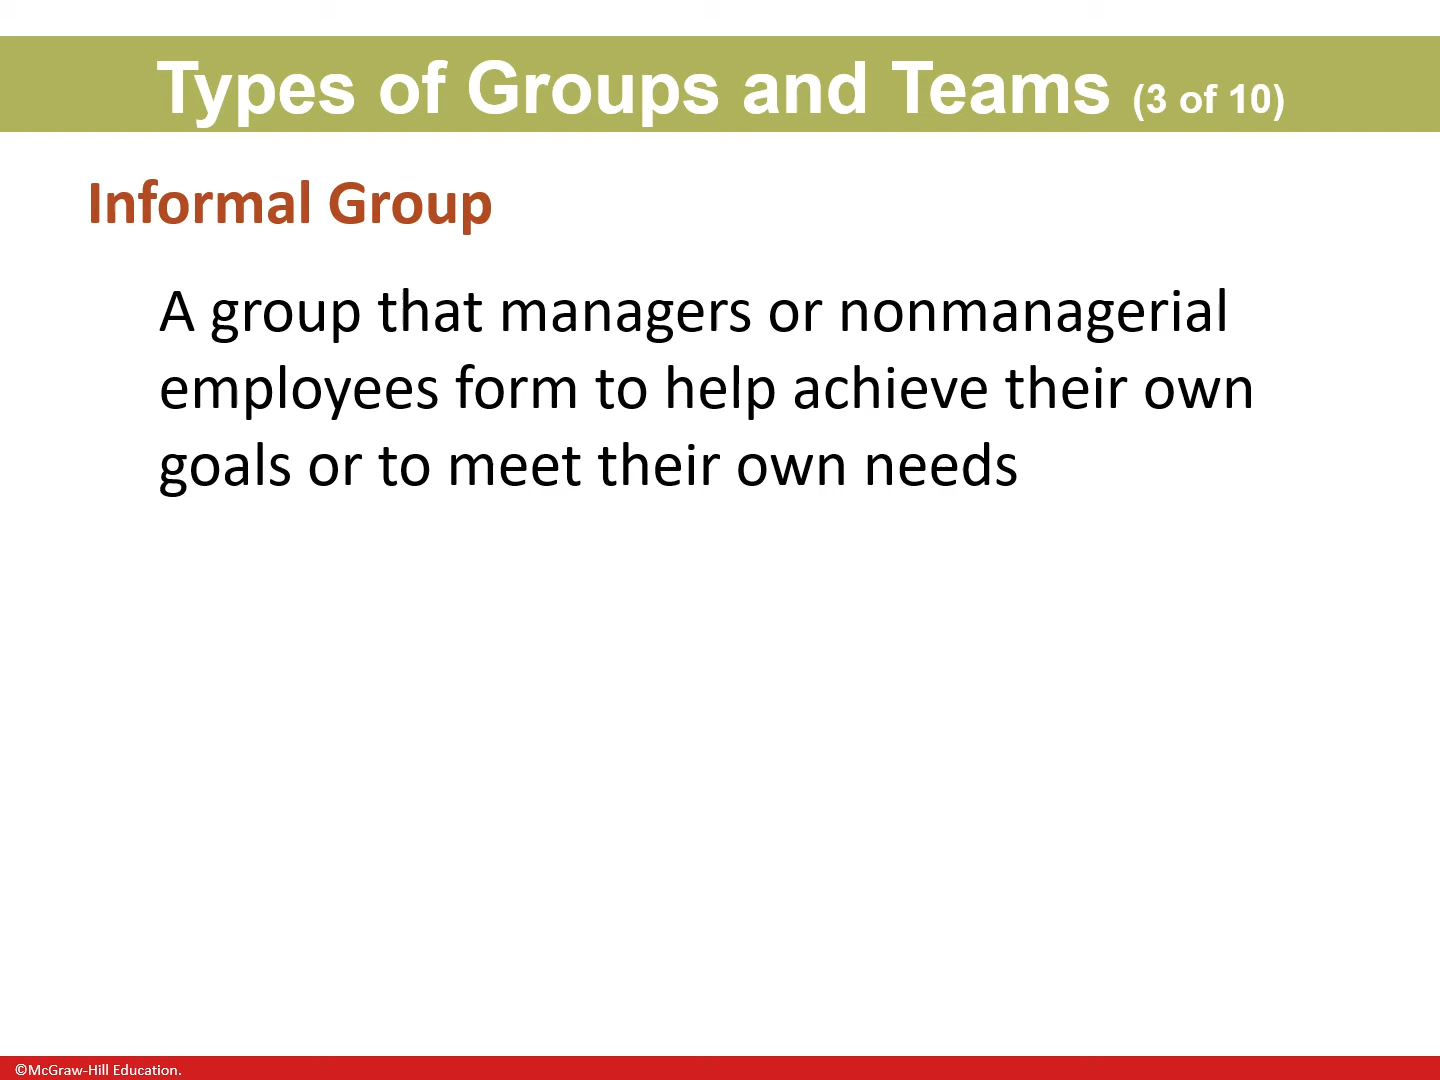 Types of Groups and Teams (3 of 10)
Informal Group
A group that managers or nonmanagerial
employees form to help achieve their own
goals or to meet their own needs
©McGraw-Hill Education.